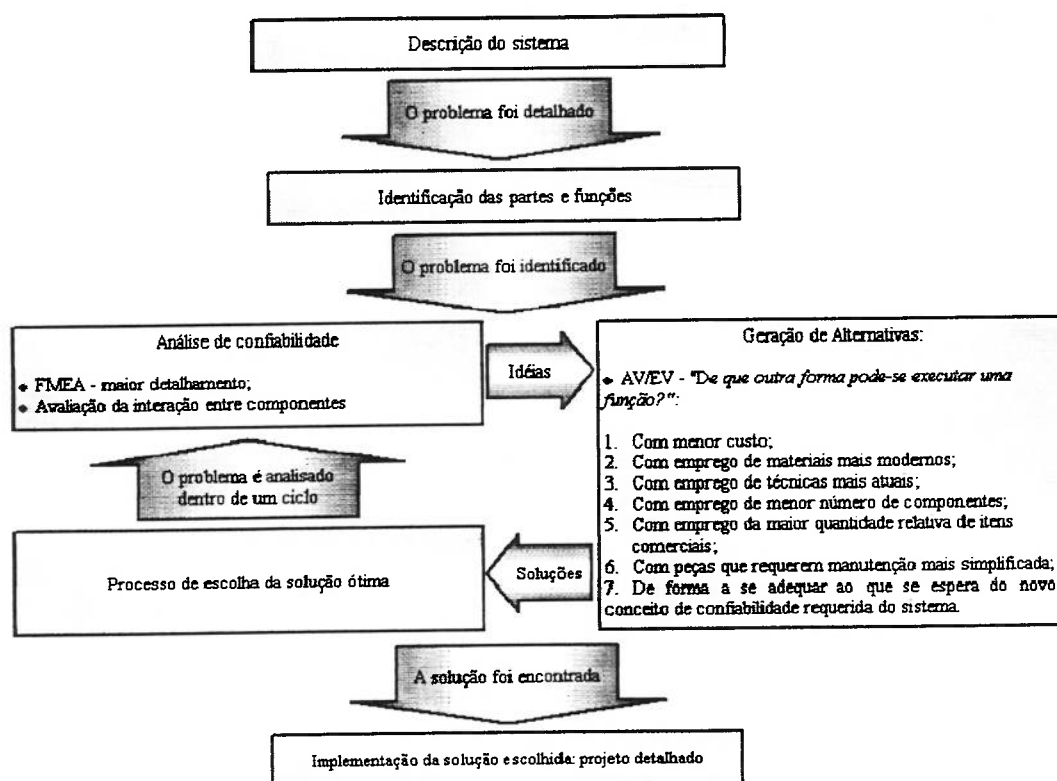 Descrição do sistema
O problema foi detalhado
Identificação das partes e funções
O problema foi identificado
Análise de confiabilidade
• FMEA - maior detalhamento;
• Avaliação da interação entre componentes
Idéias
Geração de Alternativas:
• AV/EV - "De que outra forma pode-se executar uma
função?":
1. Com menor custo;
2. Com emprego de materiais mais modernos;
3. Com emprego de técnicas mais atuais;
4. Com emprego de menor número de componentes;
5. Com emprego da maior quantidade relativa de itens
comerciais;
6. Com peças que requerem manutenção mais simplificada;
7. De forma a se adequar ao que se espera do novo
conceito de confiabilidade requerida do sistema.
O problema é analisado
dentro de um ciclo
Soluções
Processo de escolha da solução ótima
A solução foi encontrada
Implementação da solução escolhida: projeto detalhado